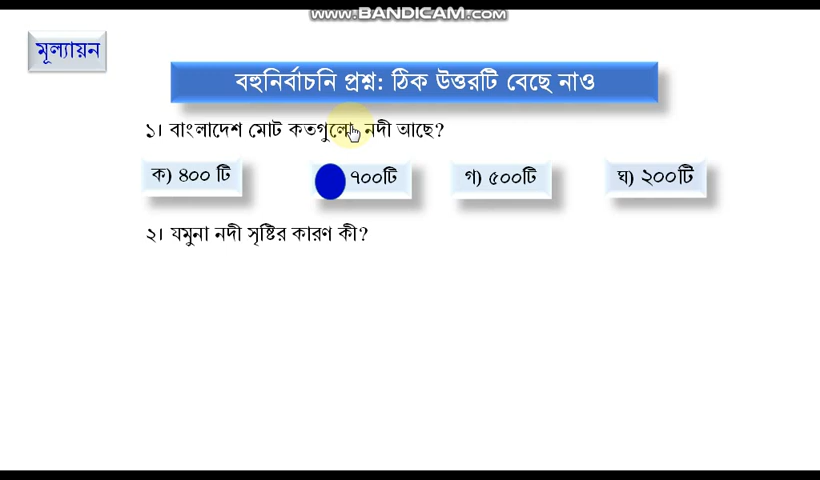 www.BANDICAM.com
মূল্যায়ন
বহুনির্বাচনি প্রশ্ন: ঠিক উত্তরটি বেছে নাও
১। বাংলাদেশ মোট কতগুলো নদী আছে?
ক) ৪০০ টি ৭০০টি গ) ৫০০টি ঘ) ২০০টি
২। যমুনা নদী সৃষ্টির কারণ কী?